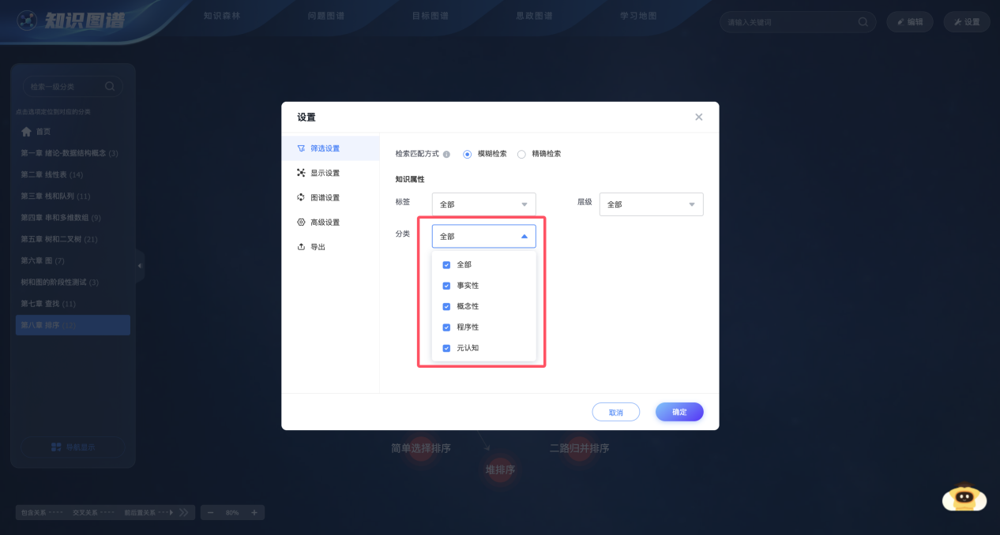 知识图谱
知识森林
问题图谱
目标图谱
思政图谱
学习地图
请输入关键词
编辑
设置
检索一级分类
点击选项定位到对应的分类
首页
第一章 绪论-数据结构概念 (3)
第二章 线性表 (14)
第三章 栈和队列 (11)
第四章 串和多维数组 (9)
第五章 树和二叉树 (21)
第六章 图 (7)
树和图的阶段性测试 (3)
第七章 查找 (11)
第八章 排序 (12)
导航显示
设置
筛选设置
显示设置
图谱设置
高级设置
导出
检索匹配方式
模糊检索
精确检索
知识属性
标签
全部
层级
全部
分类
全部
全部
事实性
概念性
程序性
元认知
取消
确定
简单选择排序
二路归并排序
堆排序
包含关系
交叉关系
前后置关系
80%